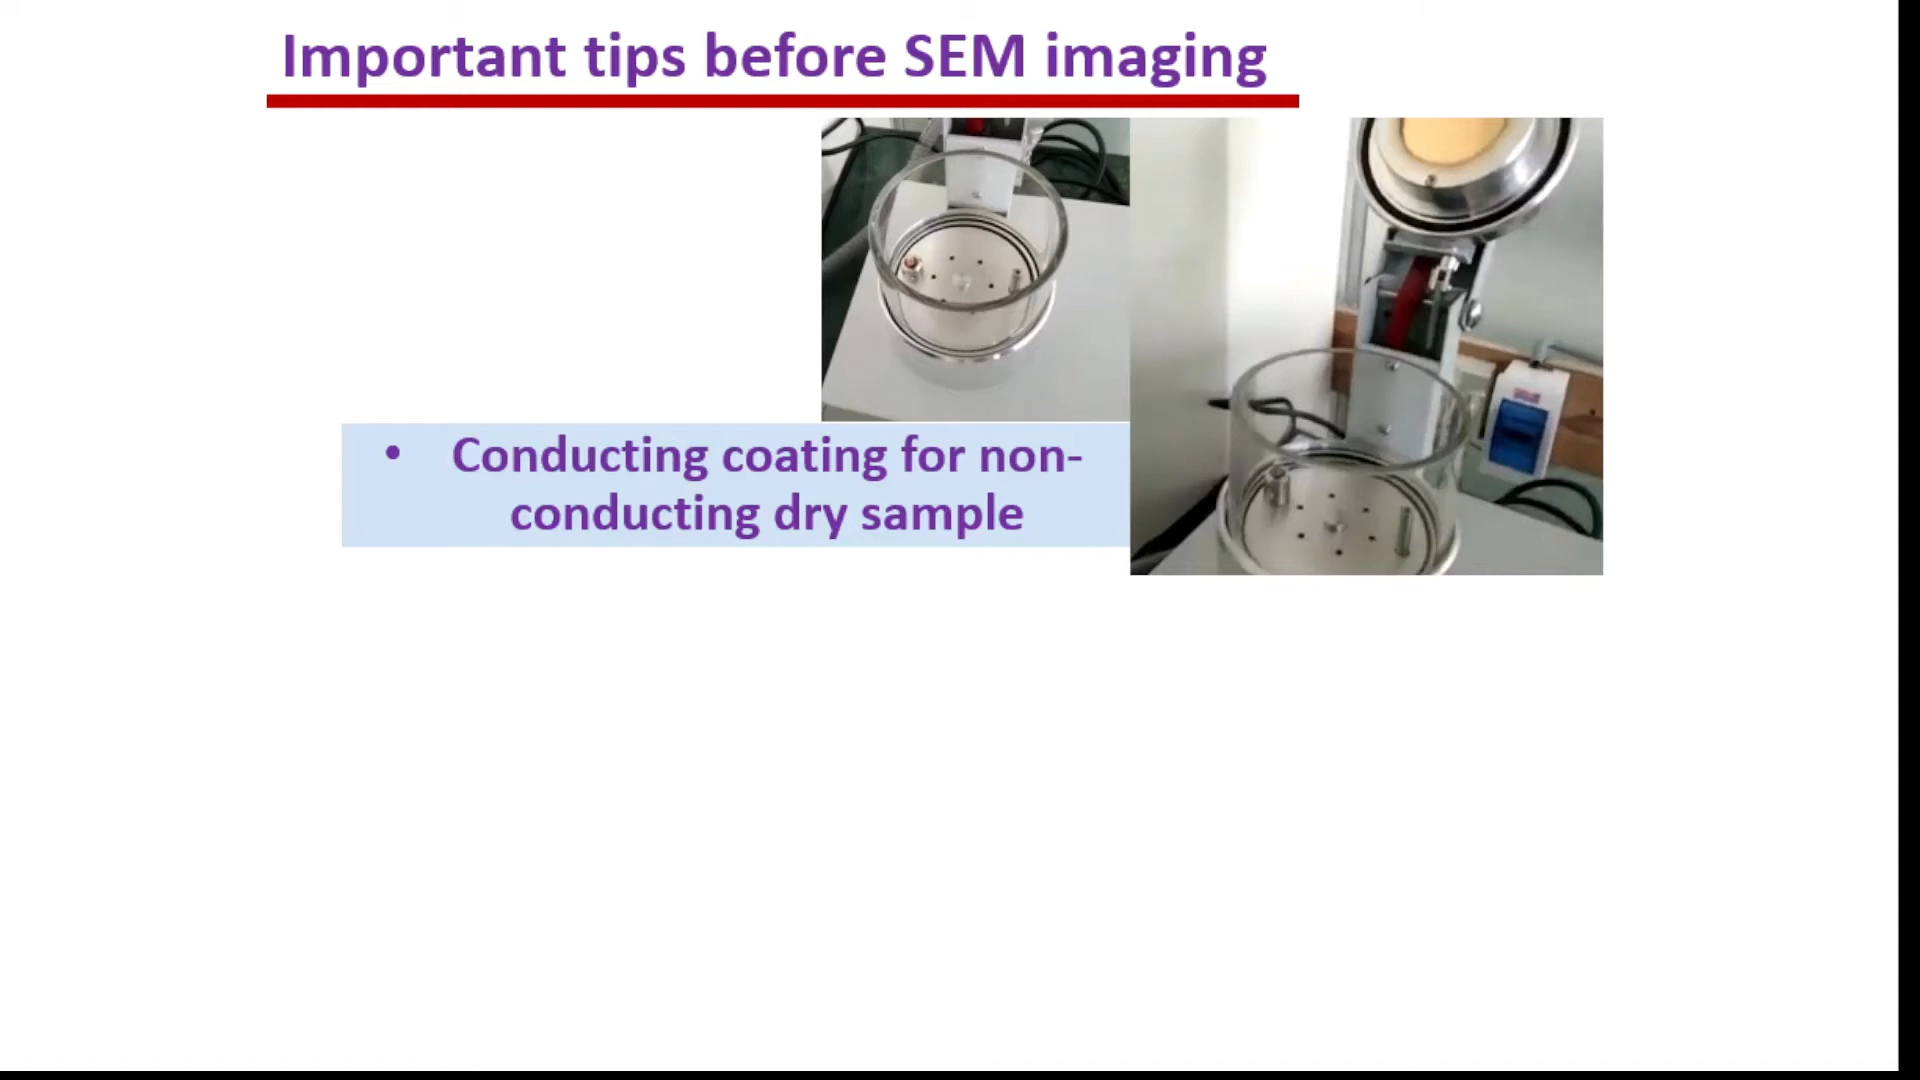 Important tips before SEM imaging
• Conducting coating for non-
conducting dry sample